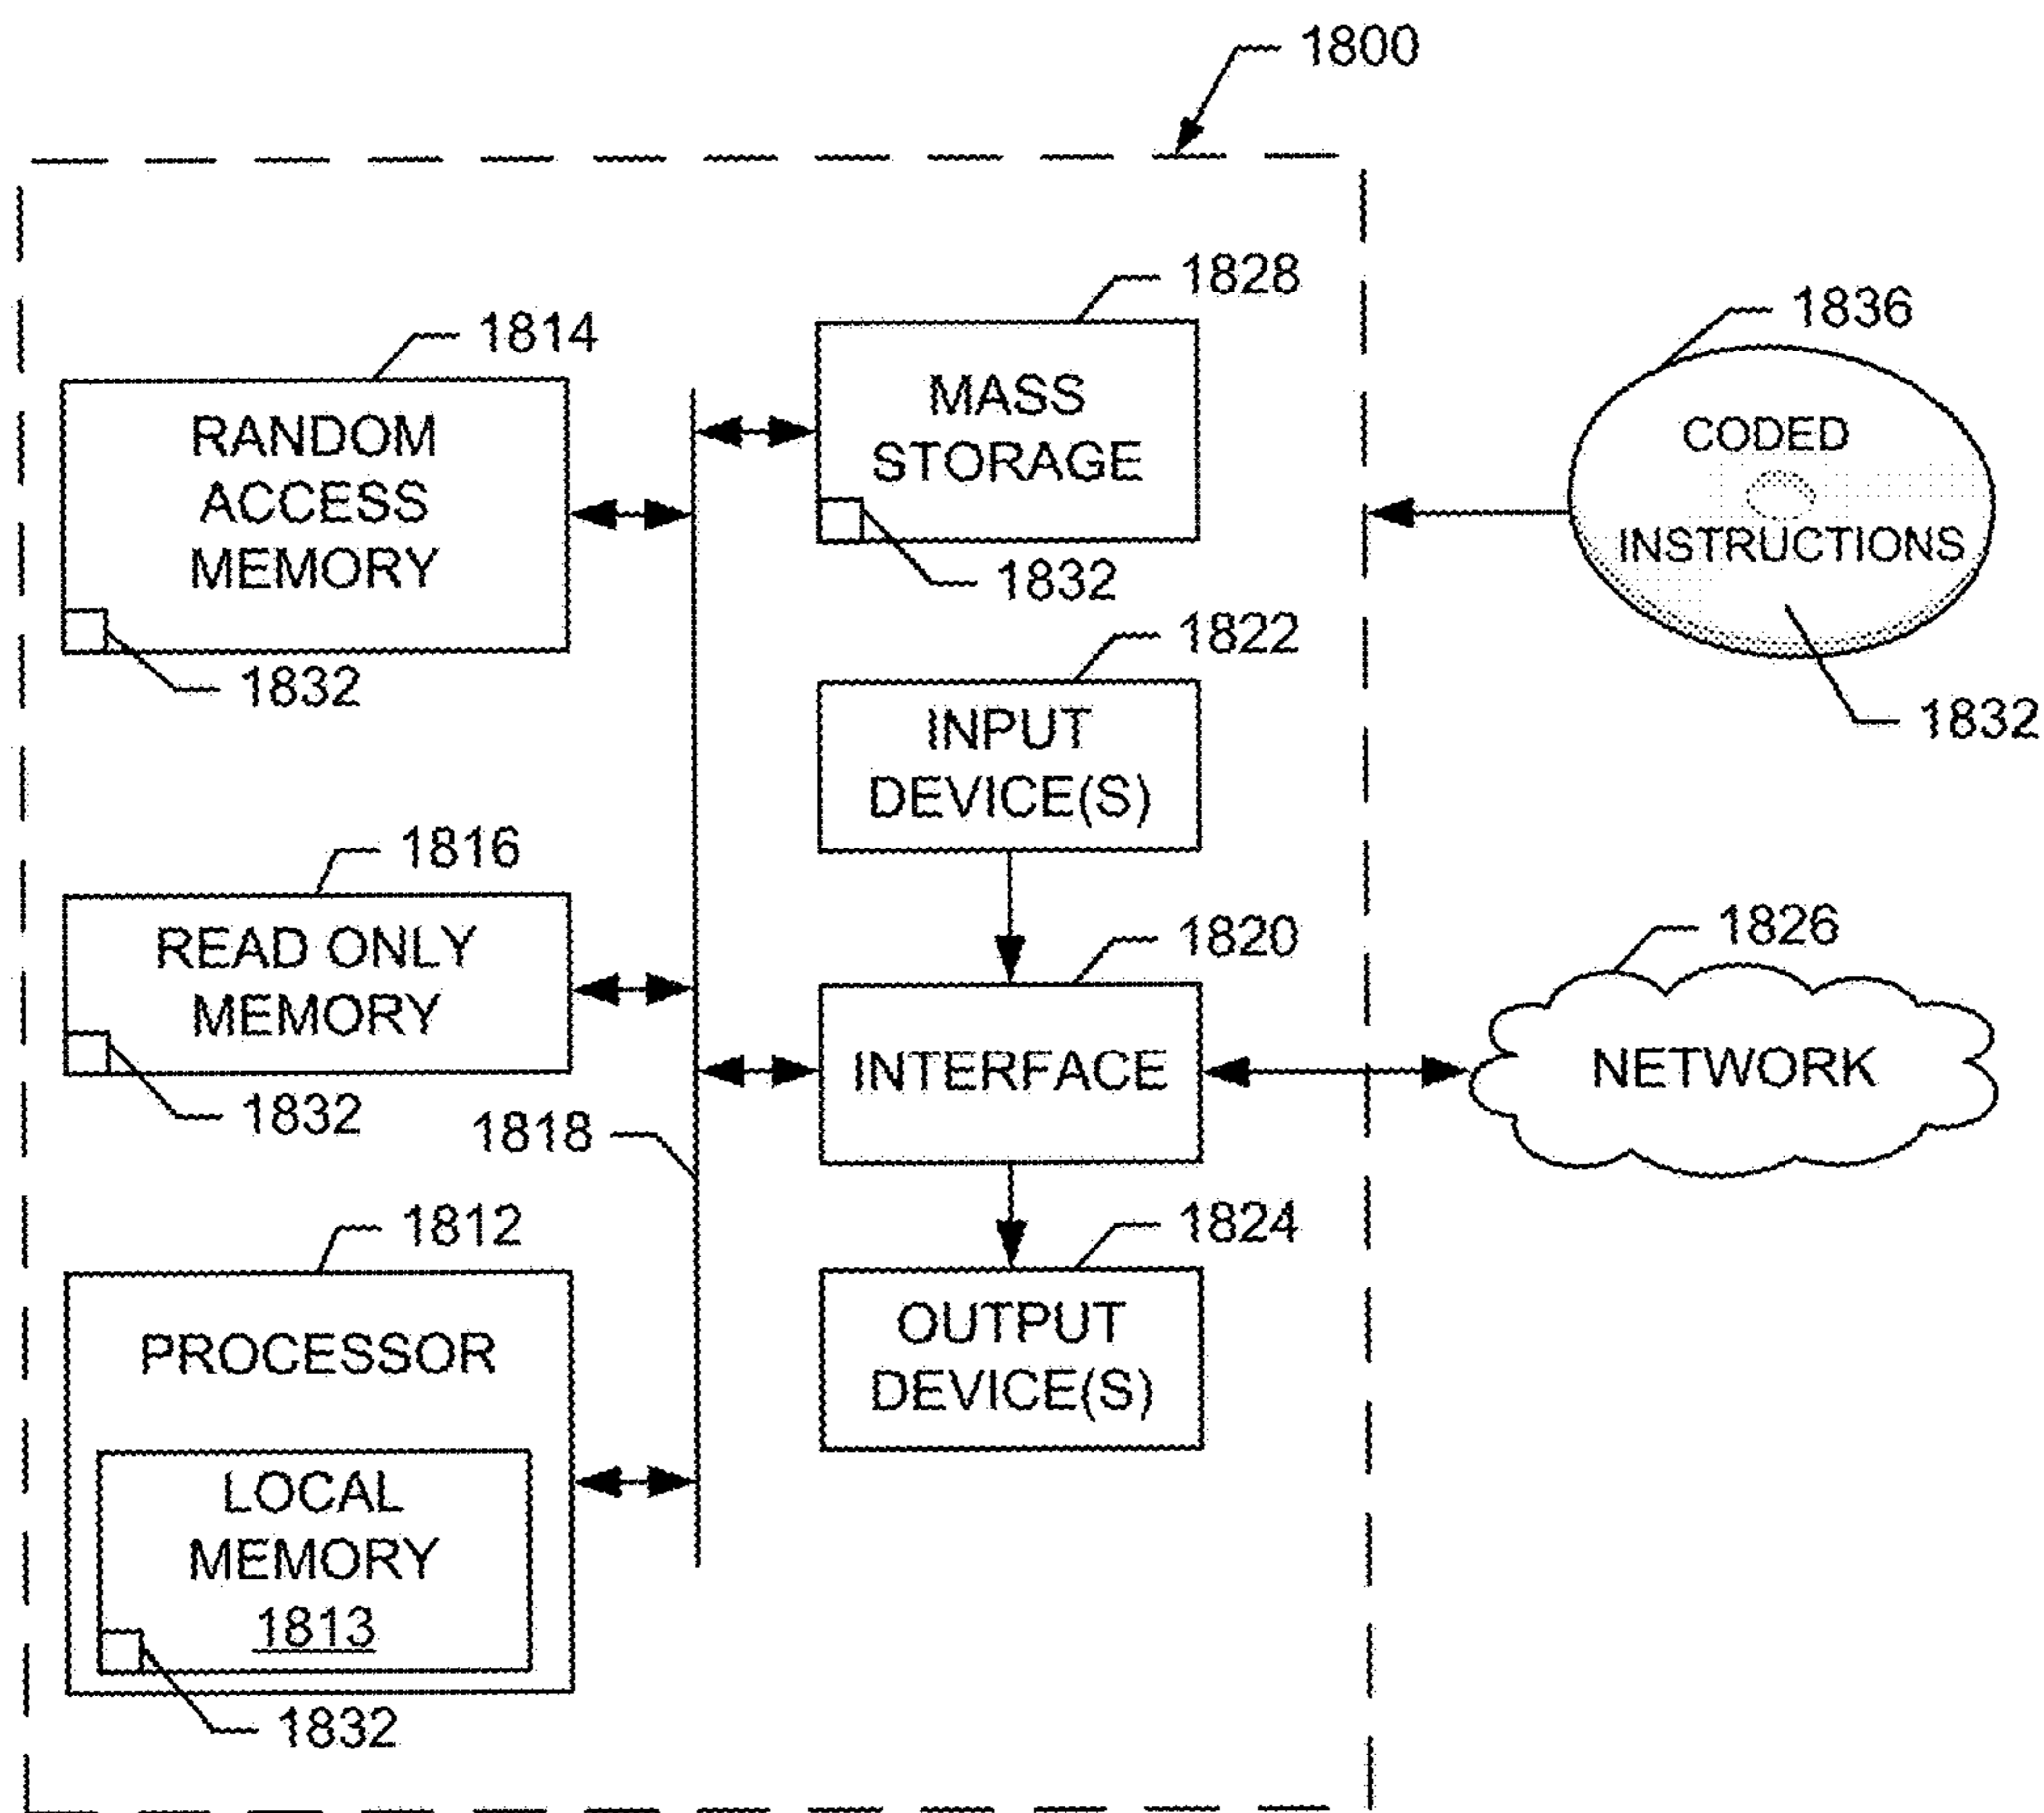 1800
1828
1814
MASS
STORAGE
1832
RANDOM
ACCESS
MEMORY
1832
1836
CODED
INSTRUCTIONS
1832
1822
INPUT
DEVICE(S)
1816
READ ONLY
MEMORY
1832
1818
1820
INTERFACE
1826
NETWORK
1812
PROCESSOR
LOCAL
MEMORY
1813
1832
1824
OUTPUT
DEVICE(S)